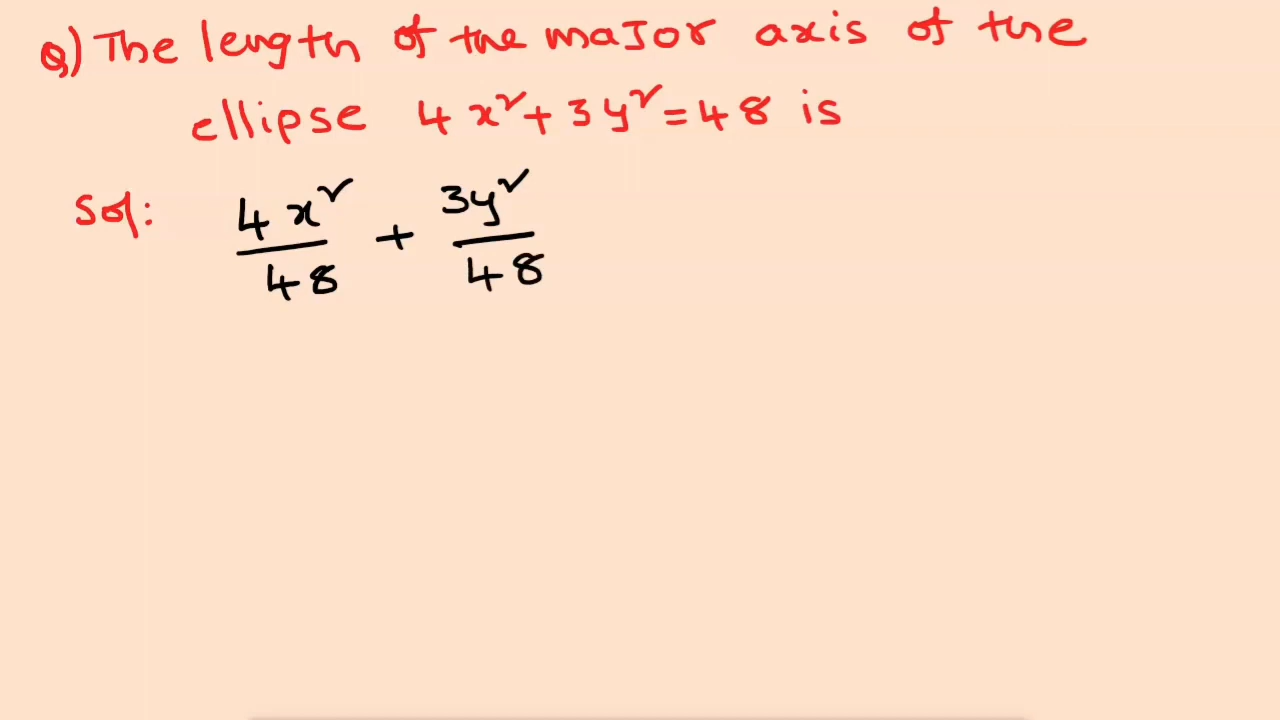 Q) The length of the major axis of the
ellipse 4x² + 3y² = 48 is
Sol: 4x²/48 + 3y²/48